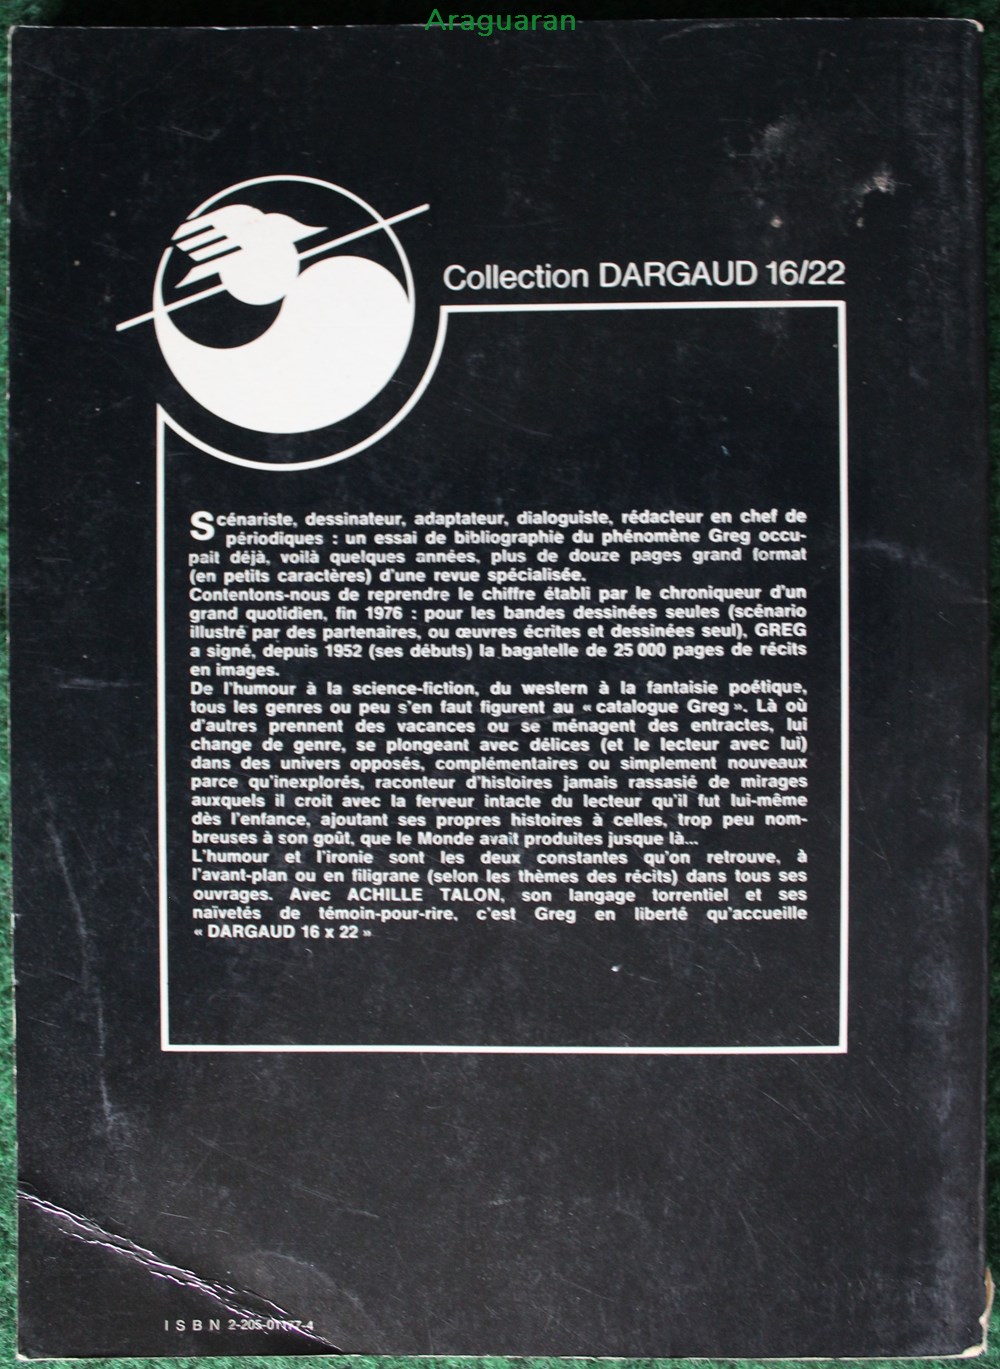 Araguaran
Collection DARGAUD 16/22
Scénariste, dessinateur, adaptateur, dialoguiste, rédacteur en chef de
périodiques : un essai de bibliographie du phénomène Greg occu-
pait déjà, voilà quelques années, plus de douze pages grand format
(en petits caractères) d'une revue spécialisée.
Contentons-nous de reprendre le chiffre établi par le chroniqueur d'un
grand quotidien, fin 1976 : pour les bandes dessinées seules (scénario
illustré par des partenaires, ou œuvres écrites et dessinées seul), GREG
a signé, depuis 1952 (ses débuts) la bagatelle de 25 000 pages de récits
en images.
De l'humour à la science-fiction, du western à la fantaisie poétique,
tous les genres ou peu s'en faut figurent au « catalogue Greg ». Là où
d'autres prennent des vacances ou se ménagent des entractes, lui
change de genre, se plongeant avec délices (et le lecteur avec lui)
dans des univers opposés, complémentaires ou simplement nouveaux
parce qu'inexplorés, raconteur d'histoires jamais rassasié de mirages
auxquels il croit avec la ferveur intacte du lecteur qu'il fut lui-même
dès l'enfance, ajoutant ses propres histoires à celles, trop peu nom-
breuses à son goût, que le Monde avait produites jusque là...
L'humour et l'ironie sont les deux constantes qu'on retrouve, à
l'avant-plan ou en filigrane (selon les thèmes des récits) dans tous ses
ouvrages. Avec ACHILLE TALON, son langage torrentiel et ses
naïvetés de témoin-pour-rire, c'est Greg en liberté qu'accueille
« DARGAUD 16 x 22 »
ISBN 2-205-01177-4